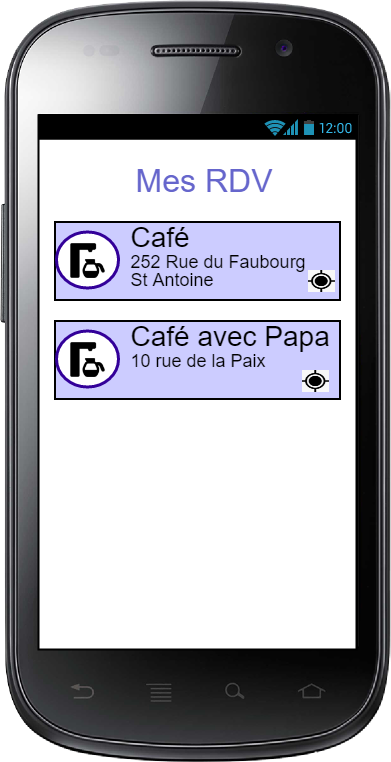 12:00
Mes RDV
Café
252 Rue du Faubourg
St Antoine
Café avec Papa
10 rue de la Paix